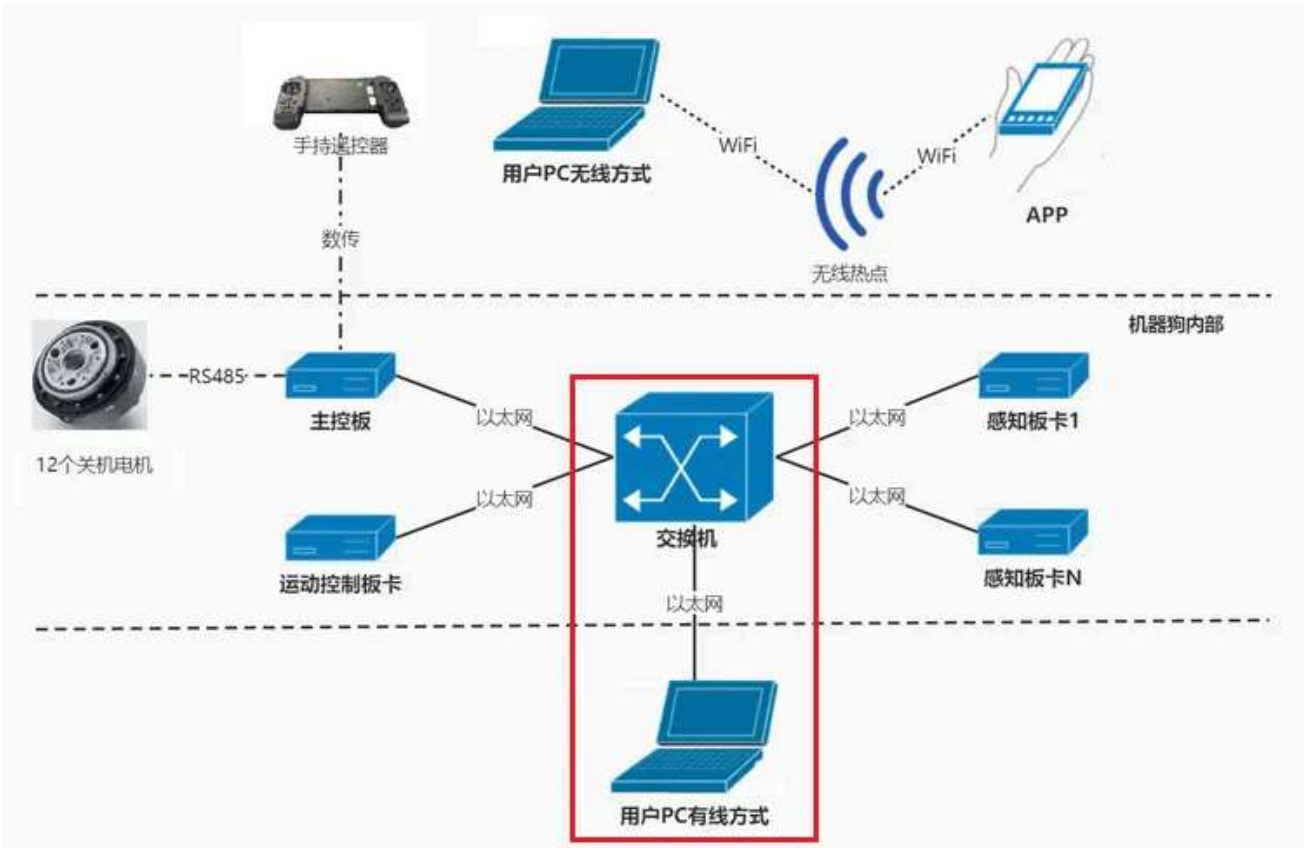 手持遥控器
用户PC无线方式
WiFi
WiFi
APP
数传
无线热点
机器狗内部
RS485
主控板
以太网
以太网
感知板卡1
12个关机电机
以太网
以太网
交换机
运动控制板卡
感知板卡N
以太网
用户PC有线方式